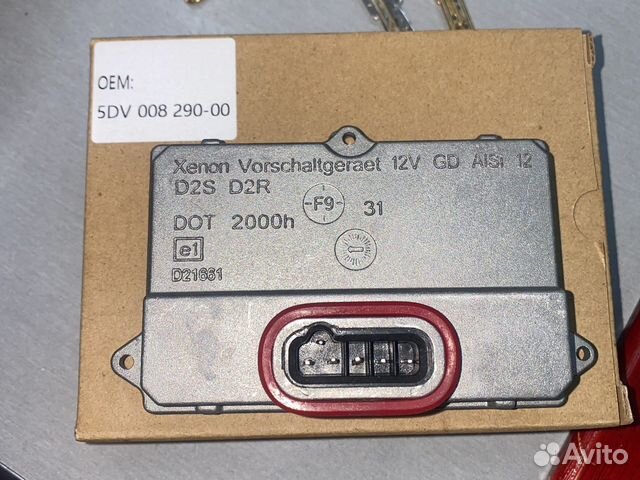 OEM:
5DV 008 290-00
Xenon Vorschaltgeraet 12V GD AlSi 12
D2S D2R
F9
31
DOT 2000h
e1
D21661
Avito